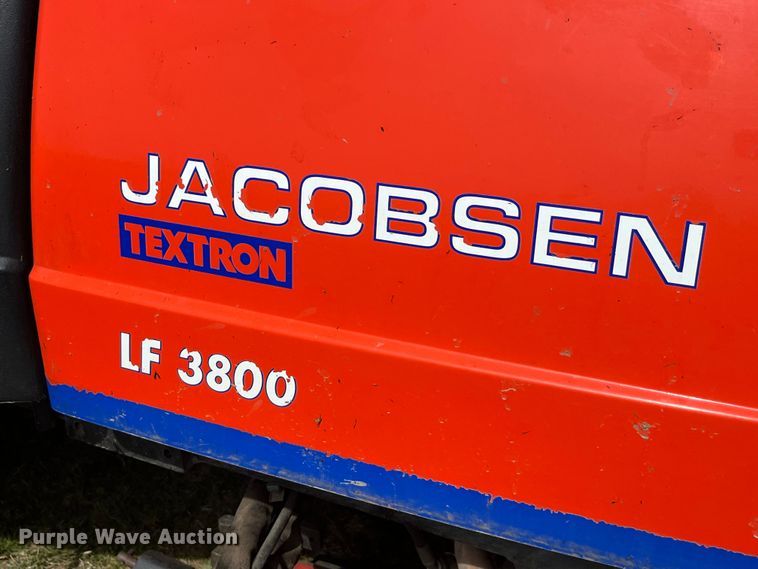 JACOBSEN
TEXTRON
LF 3800
Purple Wave Auction